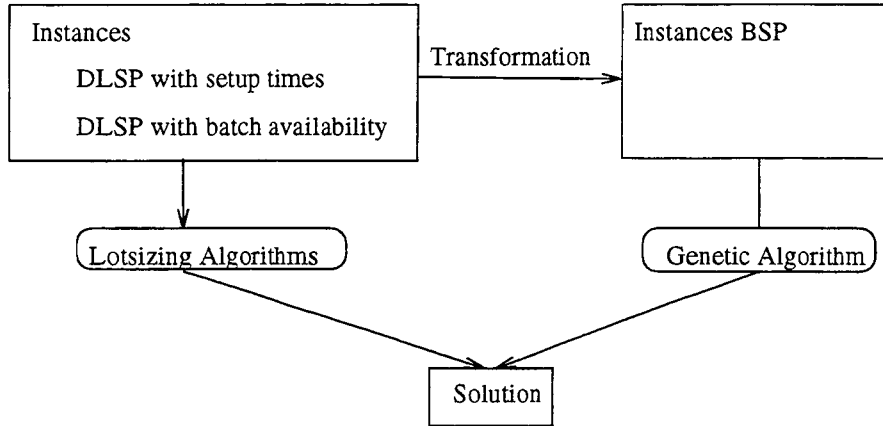 Instances
DLSP with setup times
DLSP with batch availability
Transformation
Instances BSP
Lotsizing Algorithms
Genetic Algorithm
Solution